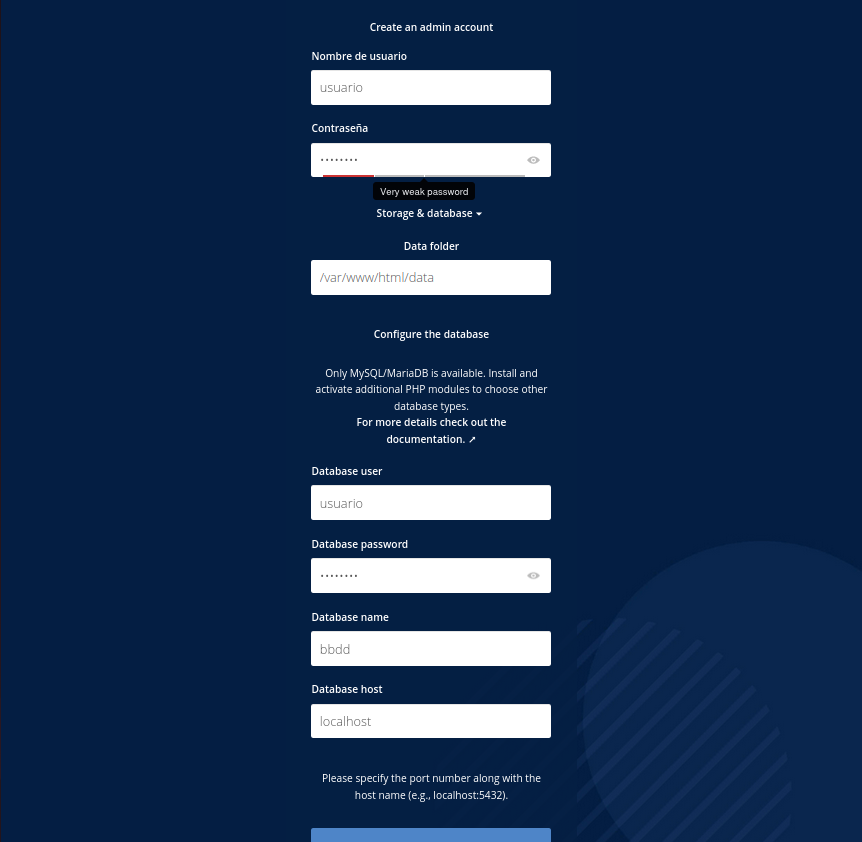 Create an admin account
Nombre de usuario
usuario
Contraseña
••••••••
Very weak password
Storage & database
Data folder
/var/www/html/data
Configure the database
Only MySQL/MariaDB is available. Install and
activate additional PHP modules to choose other
database types.
For more details check out the
documentation. ↗
Database user
usuario
Database password
••••••••
Database name
bbdd
Database host
localhost
Please specify the port number along with the
host name (e.g., localhost:5432).